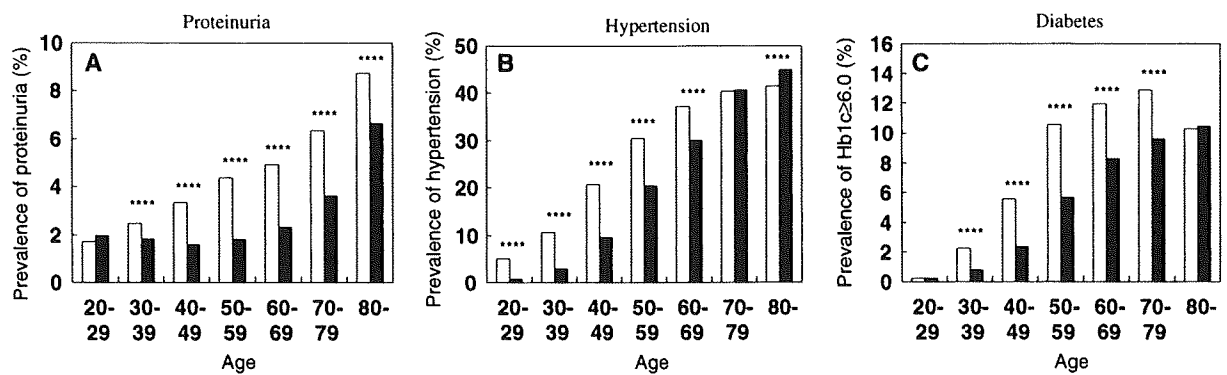 Proteinuria
A
Prevalence of proteinuria (%)
10
8
6
4
2
0
****
****
****
****
****
****
20- 30- 40- 50- 60- 70- 80-
29 39 49 59 69 79
Age
Hypertension
B
Prevalence of hypertension (%)
50
40
30
20
10
0
****
****
****
****
****
****
20- 30- 40- 50- 60- 70- 80-
29 39 49 59 69 79
Age
Diabetes
C
Prevalence of Hb1c≥6.0 (%)
16
14
12
10
8
6
4
2
0
****
****
****
****
****
20- 30- 40- 50- 60- 70- 80-
29 39 49 59 69 79
Age